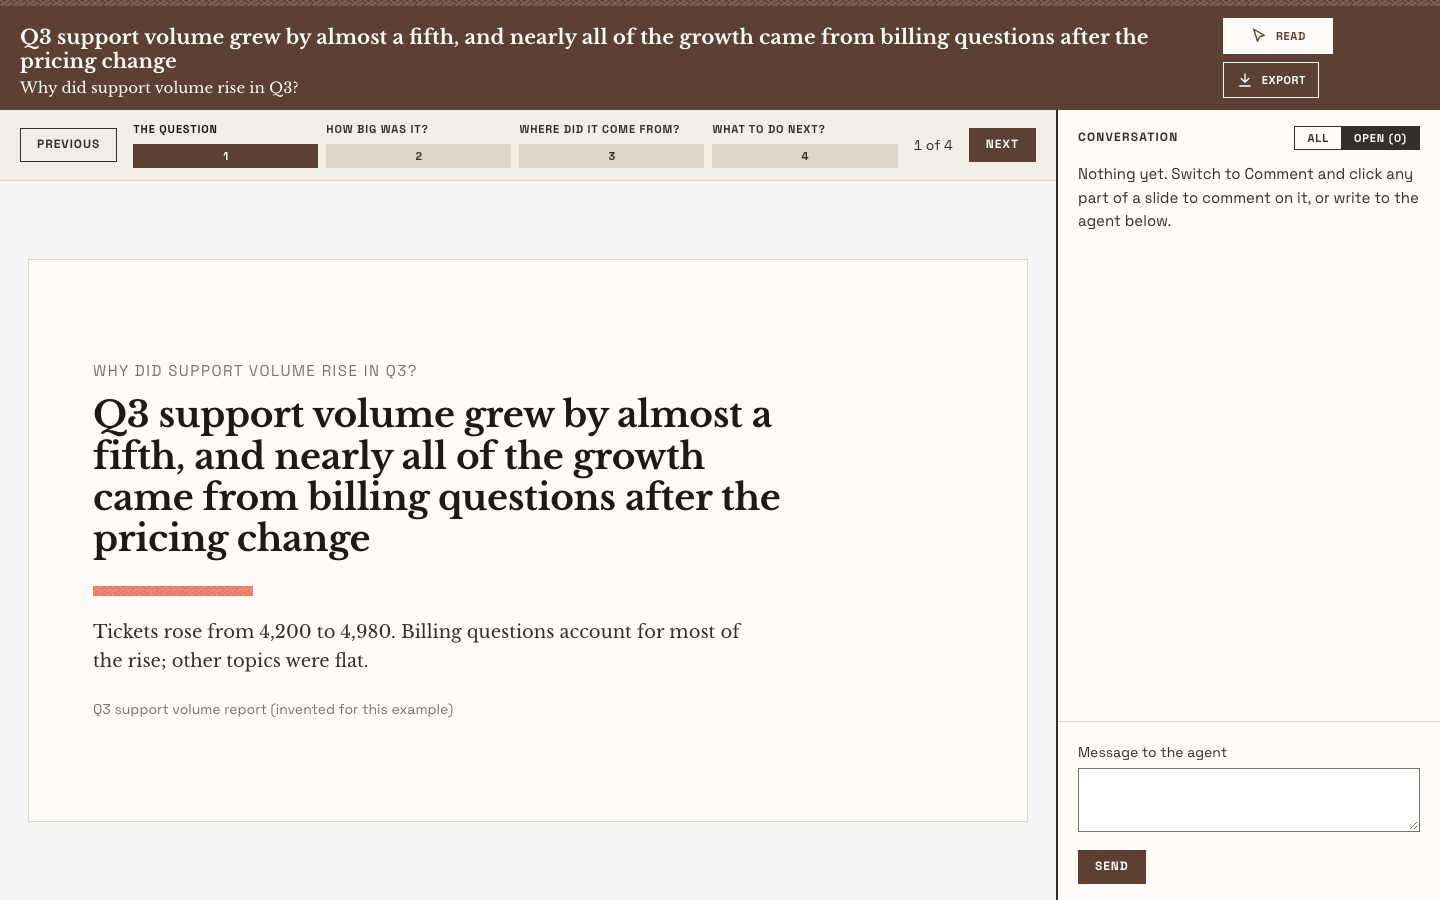 Q3 support volume grew by almost a fifth, and nearly all of the growth came from billing questions after the
pricing change
Why did support volume rise in Q3?
READ
EXPORT
PREVIOUS
THE QUESTION
1
HOW BIG WAS IT?
2
WHERE DID IT COME FROM?
3
WHAT TO DO NEXT?
4
1 of 4
NEXT
WHY DID SUPPORT VOLUME RISE IN Q3?
Q3 support volume grew by almost a
fifth, and nearly all of the growth
came from billing questions after the
pricing change
Tickets rose from 4,200 to 4,980. Billing questions account for most of
the rise; other topics were flat.
Q3 support volume report (invented for this example)
CONVERSATION
ALL
OPEN (0)
Nothing yet. Switch to Comment and click any
part of a slide to comment on it, or write to the
agent below.
Message to the agent
SEND